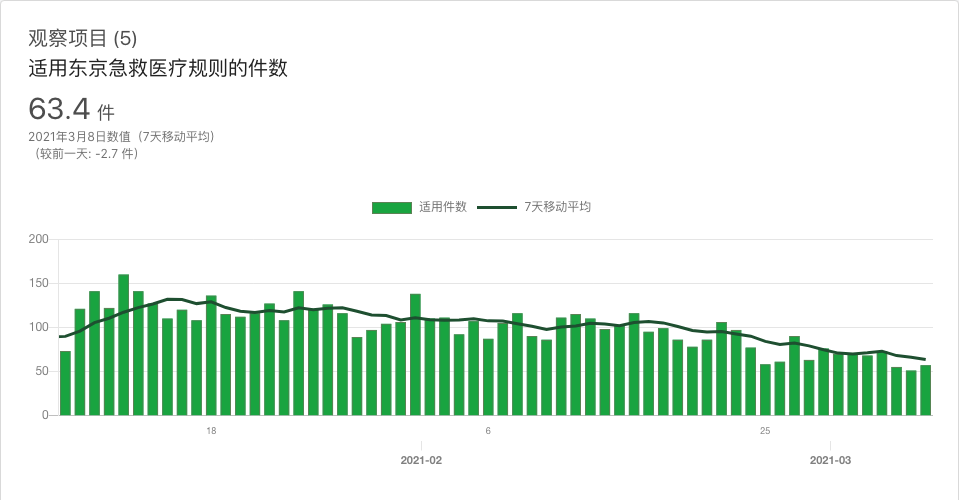 观察项目 (5)
适用东京急救医疗规则的件数
63.4 件
2021年3月8日数值（7天移动平均）
（较前一天: -2.7 件）
适用件数 7天移动平均
200
150
100
50
0
18 6 25
2021-02 2021-03